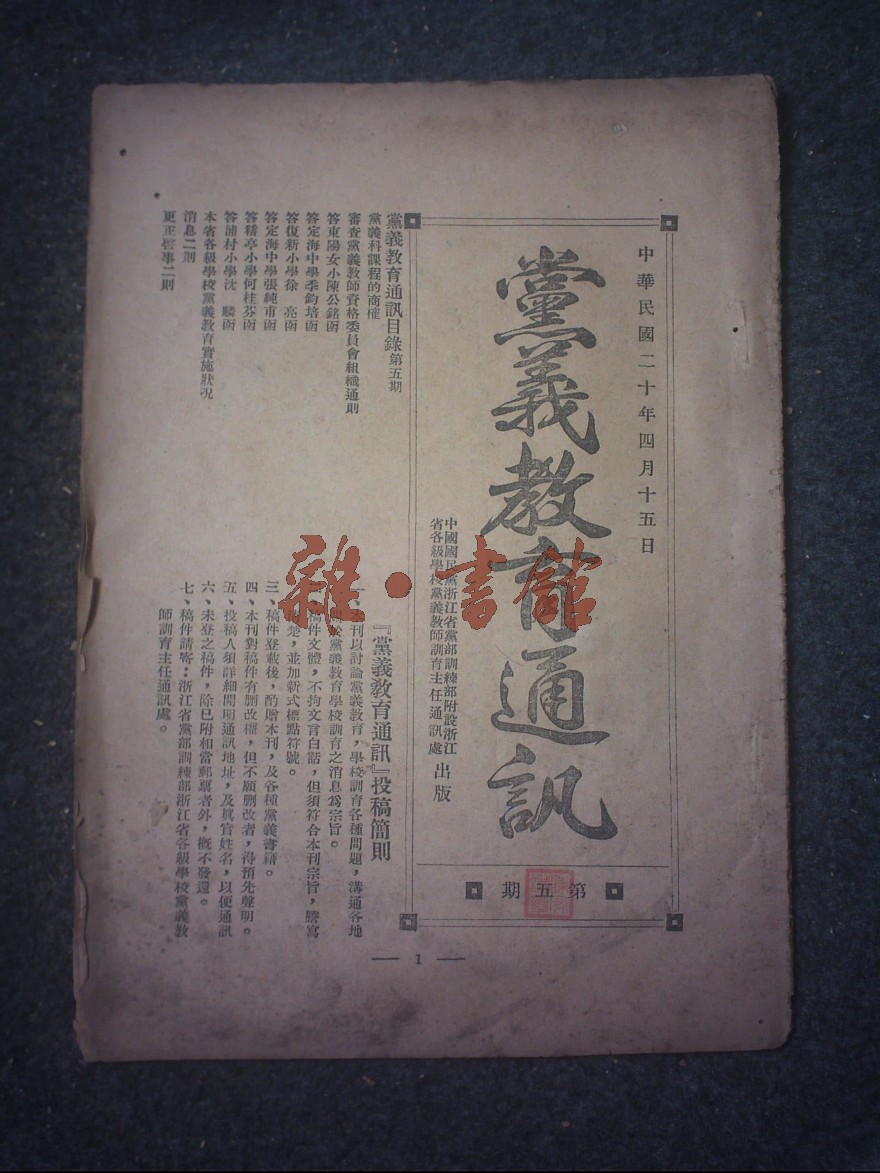 中華民國二十年四月十五日
黨義教育通訊
中國國民黨浙江省黨部訓練部附設浙江
省各級學校黨義教師訓育主任通訊處 出版
第五期
黨義教育通訊目錄 第五期
黨義科課程的商榷
審查黨義教師資格委員會組織通則
答東陽女小陳公銘函
答定海中學季鈞培函
答復新小學徐 亮函
答定海中學張純甫函
答 亭小學何桂芬函
答浦村小學沈 驎函
本省各級學校黨義教育實施狀況
消息二則
更正啓事二則
『黨義敎育通訊』投稿簡則
一、本刊以討論黨義教育，學校訓育各種問題，溝通各地
黨義教育學校訓育之消息爲宗旨。
稿件文體，不拘文言白話，但須符合本刊宗旨，謄寫
楚，並加新式標點符號。
三、稿件登載後，酌贈本刊，及各種黨義書籍。
四、本刊對稿件有刪改權，但不願刪改者，得預先聲明。
五、投稿人須詳細開明通訊地址，及眞實姓名，以便通訊
六、未登之稿件，除已附相當郵票者外，槪不發還。
七、稿件請寄：浙江省黨部訓練部浙江省各級學校黨義教
師訓育主任通訊處。
— 1 —
雜·書館